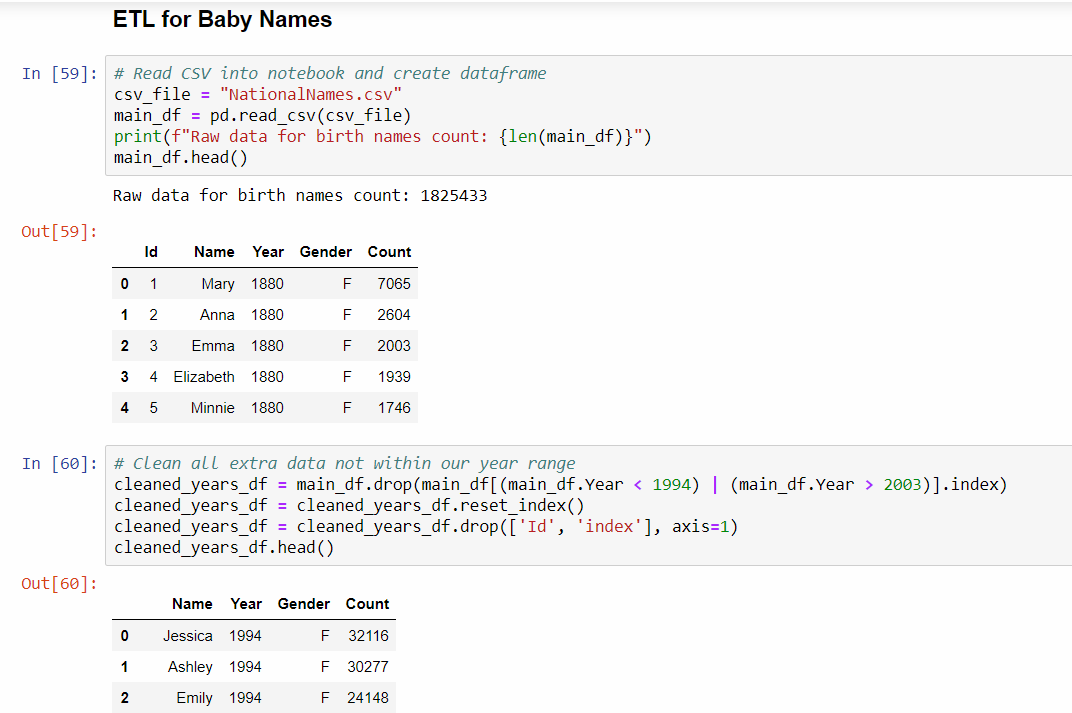 ETL for Baby Names
In [59]: # Read CSV into notebook and create dataframe
csv_file = "NationalNames.csv"
main_df = pd.read_csv(csv_file)
print(f"Raw data for birth names count: {len(main_df)}")
main_df.head()
Raw data for birth names count: 1825433
Out[59]:
Id Name Year Gender Count
0 1 Mary 1880 F 7065
1 2 Anna 1880 F 2604
2 3 Emma 1880 F 2003
3 4 Elizabeth 1880 F 1939
4 5 Minnie 1880 F 1746
In [60]: # Clean all extra data not within our year range
cleaned_years_df = main_df.drop(main_df[(main_df.Year < 1994) | (main_df.Year > 2003)].index)
cleaned_years_df = cleaned_years_df.reset_index()
cleaned_years_df = cleaned_years_df.drop(['Id', 'index'], axis=1)
cleaned_years_df.head()
Out[60]:
Name Year Gender Count
0 Jessica 1994 F 32116
1 Ashley 1994 F 30277
2 Emily 1994 F 24148